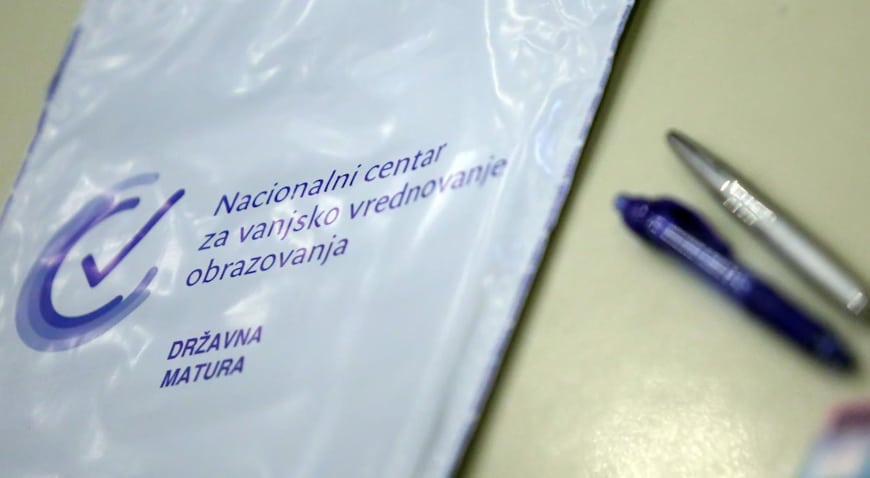 Nacionalni centar
za vanjsko vrednovanje
obrazovanja
DRŽAVNA
MATURA